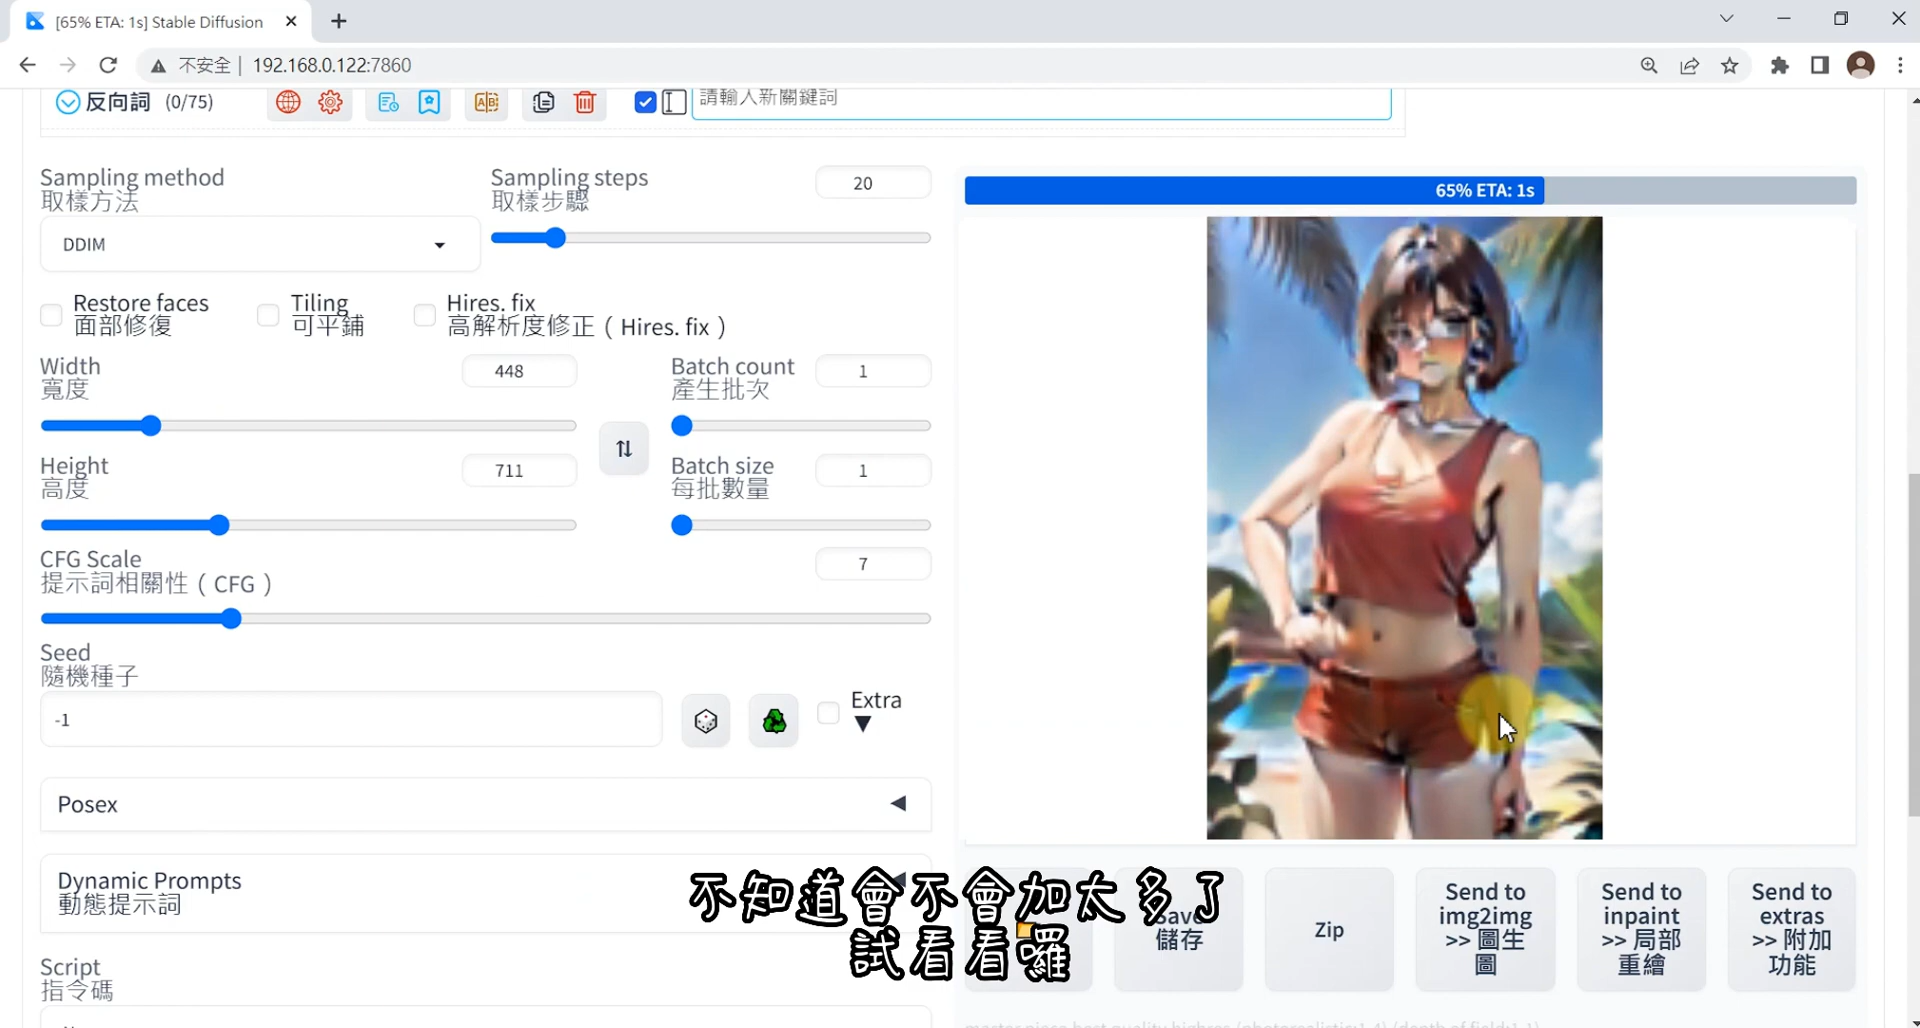 [65% ETA: 1s] Stable Diffusion
不安全 | 192.168.0.122:7860
反向詞 (0/75)
請輸入新關鍵詞
Sampling method
取樣方法
DDIM
Sampling steps
取樣步驟
20
65% ETA: 1s
Restore faces
面部修復
Tiling
可平鋪
Hires. fix
高解析度修正 ( Hires. fix )
Width
寬度
448
Batch count
產生批次
1
Height
高度
711
Batch size
每批數量
1
CFG Scale
提示詞相關性 ( CFG )
7
Seed
隨機種子
-1
Extra
Posex
Dynamic Prompts
動態提示詞
Script
指令碼
Save
儲存
Zip
Send to
img2img
>> 圖生
圖
Send to
inpaint
>> 局部
重繪
Send to
extras
>> 附加
功能
不知道會不會加太多了
試看看囉